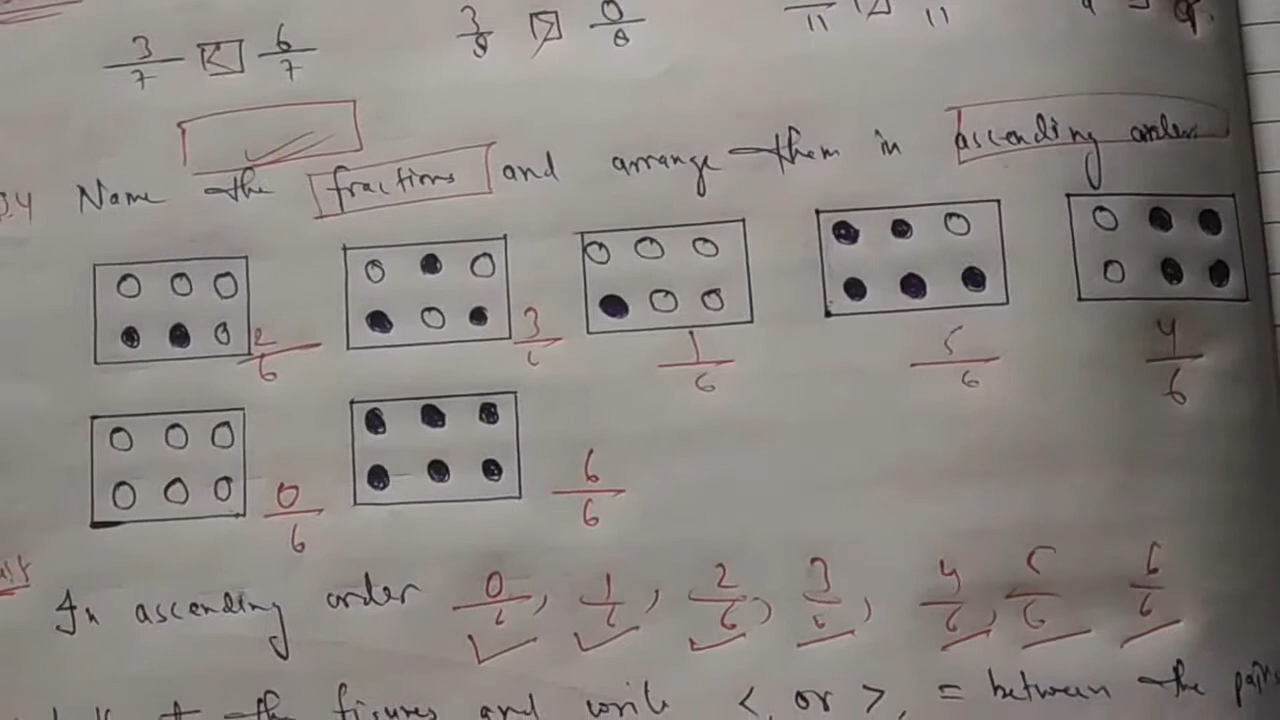 3/7 < 6/7 3/8 > 0/8
Q.4 Name the fractions and arrange them in ascending order
2/6 3/6 1/6 5/6 4/6
0/6 6/6
In ascending order 0/6, 1/6, 2/6, 3/6, 4/6, 5/6 6/6
the figures and write <, or >, = between the pairs